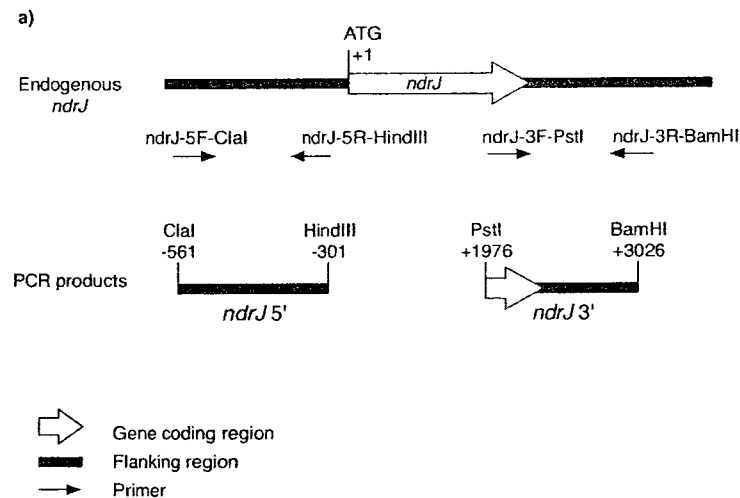 a)
ATG
+1
Endogenous
ndrJ
ndrJ
ndrJ-5F-ClaI
ndrJ-5R-HindIII
ndrJ-3F-PstI
ndrJ-3R-BamHI
ClaI
-561
HindIII
-301
PstI
+1976
BamHI
+3026
PCR products
ndrJ 5'
ndrJ 3'
Gene coding region
Flanking region
Primer